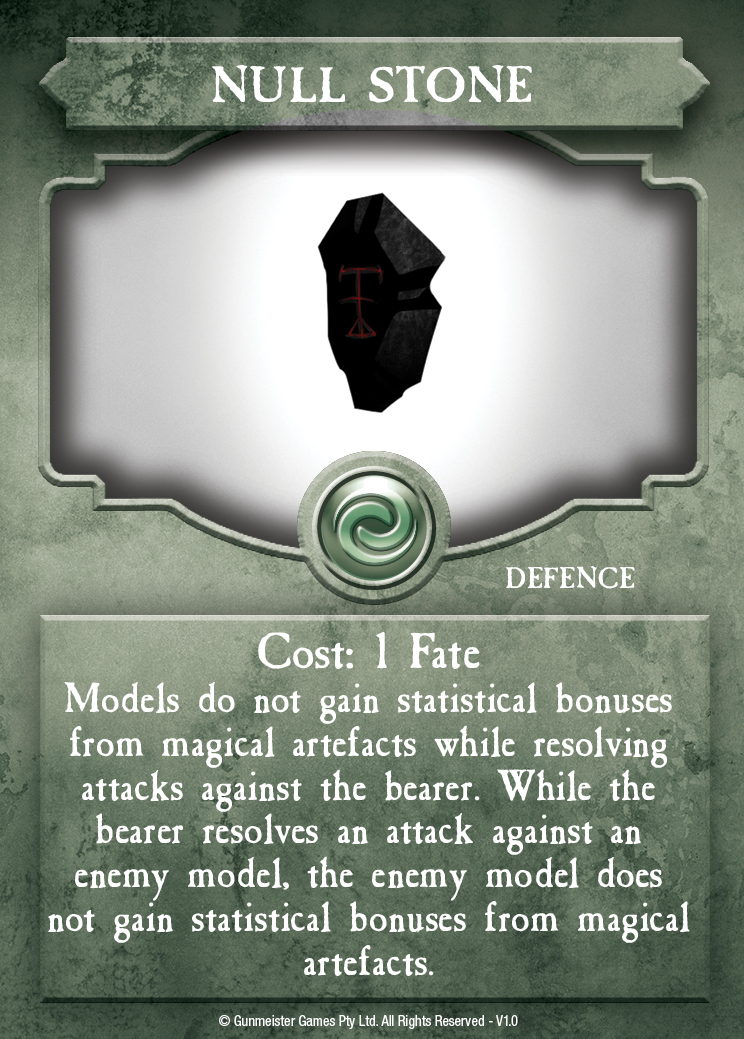 NULL STONE
DEFENCE
Cost: 1 Fate
Models do not gain statistical bonuses
from magical artefacts while resolving
attacks against the bearer. While the
bearer resolves an attack against an
enemy model, the enemy model does
not gain statistical bonuses from magical
artefacts.
© Gunmeister Games Pty Ltd. All Rights Reserved - V1.0